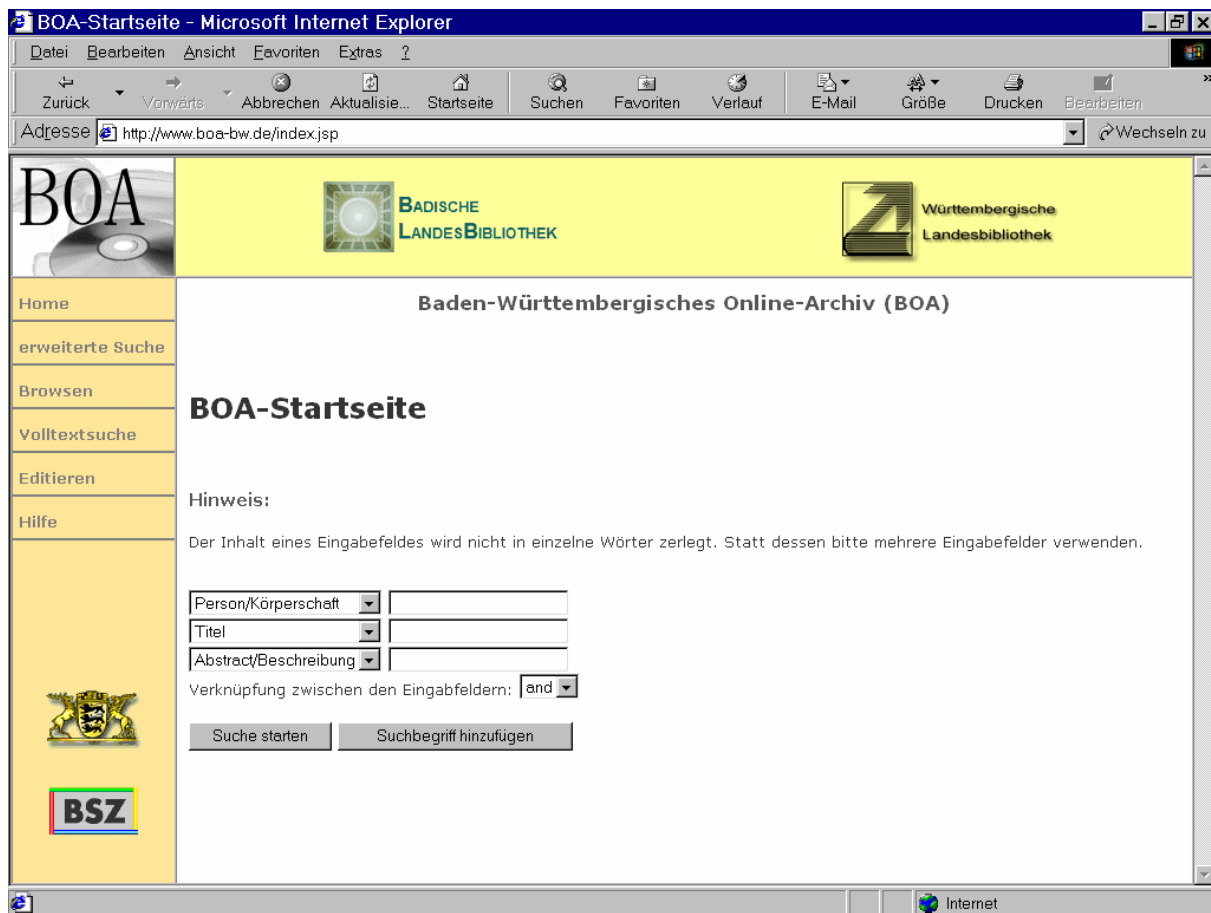 BOA-Startseite - Microsoft Internet Explorer
Datei Bearbeiten Ansicht Favoriten Extras ?
Zurück Vorwärts Abbrechen Aktualisie... Startseite Suchen Favoriten Verlauf E-Mail Größe Drucken Bearbeiten »
Adresse http://www.boa-bw.de/index.jsp Wechseln zu
BOA
BADISCHE
LANDESBIBLIOTHEK
Württembergische
Landesbibliothek
Home
erweiterte Suche
Browsen
Volltextsuche
Editieren
Hilfe
BSZ
Baden-Württembergisches Online-Archiv (BOA)
BOA-Startseite
Hinweis:
Der Inhalt eines Eingabefeldes wird nicht in einzelne Wörter zerlegt. Statt dessen bitte mehrere Eingabefelder verwenden.
Person/Körperschaft
Titel
Abstract/Beschreibung
Verknüpfung zwischen den Eingabfeldern: and
Suche starten Suchbegriff hinzufügen
Internet